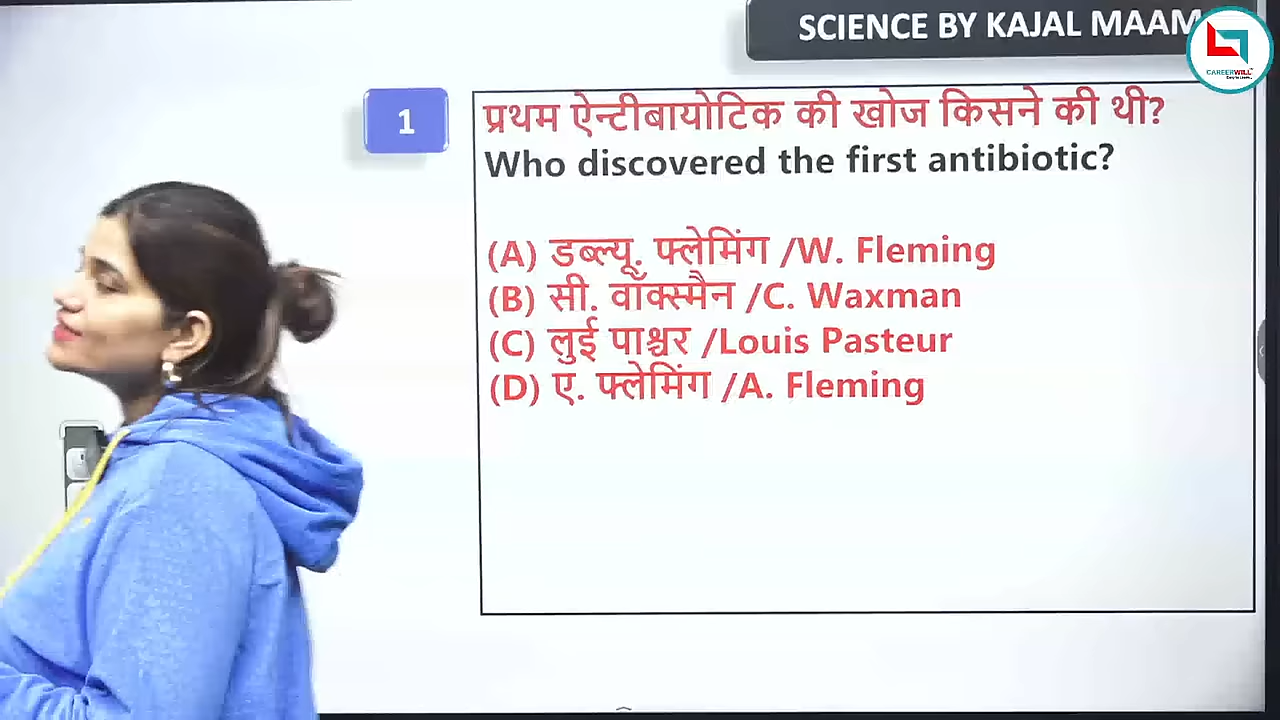 SCIENCE BY KAJAL MAAM
CAREERWILL
1
प्रथम ऐन्टीबायोटिक की खोज किसने की थी?
Who discovered the first antibiotic?
(A) डब्ल्यू. फ्लेमिंग /W. Fleming
(B) सी. वॉक्स्मैन /C. Waxman
(C) लुई पाश्चर /Louis Pasteur
(D) ए. फ्लेमिंग /A. Fleming